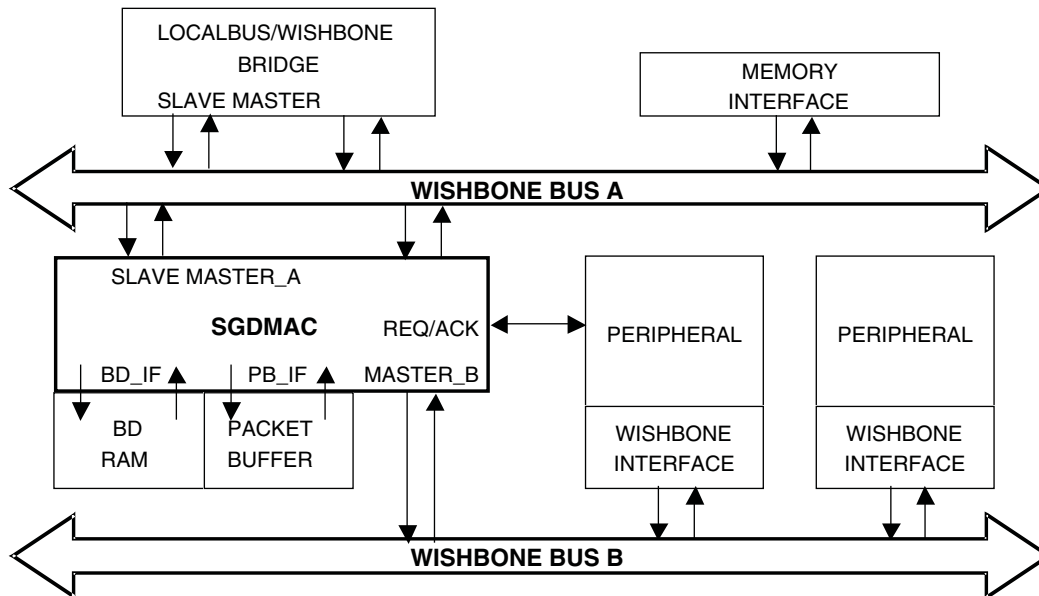 LOCALBUS/WISHBONE
BRIDGE
SLAVE MASTER
MEMORY
INTERFACE
WISHBONE BUS A
SLAVE MASTER_A
SGDMAC
REQ/ACK
BD_IF
PB_IF
MASTER_B
BD
RAM
PACKET
BUFFER
PERIPHERAL
WISHBONE
INTERFACE
PERIPHERAL
WISHBONE
INTERFACE
WISHBONE BUS B